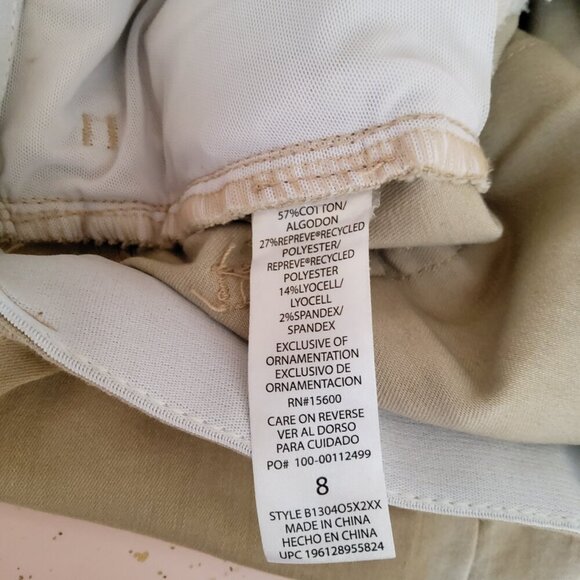 57%COTTON/
ALGODON
27%REPREVE®RECYCLED
POLYESTER/
REPREVE®RECYCLED
POLYESTER
14%LYOCELL/
LYOCELL
2%SPANDEX/
SPANDEX
EXCLUSIVE OF
ORNAMENTATION
EXCLUSIVO DE
ORNAMENTACION
RN#15600
CARE ON REVERSE
VER AL DORSO
PARA CUIDADO
PO# 100-00112499
8
STYLE B1304O5X2XX
MADE IN CHINA
HECHO EN CHINA
UPC 196128955824